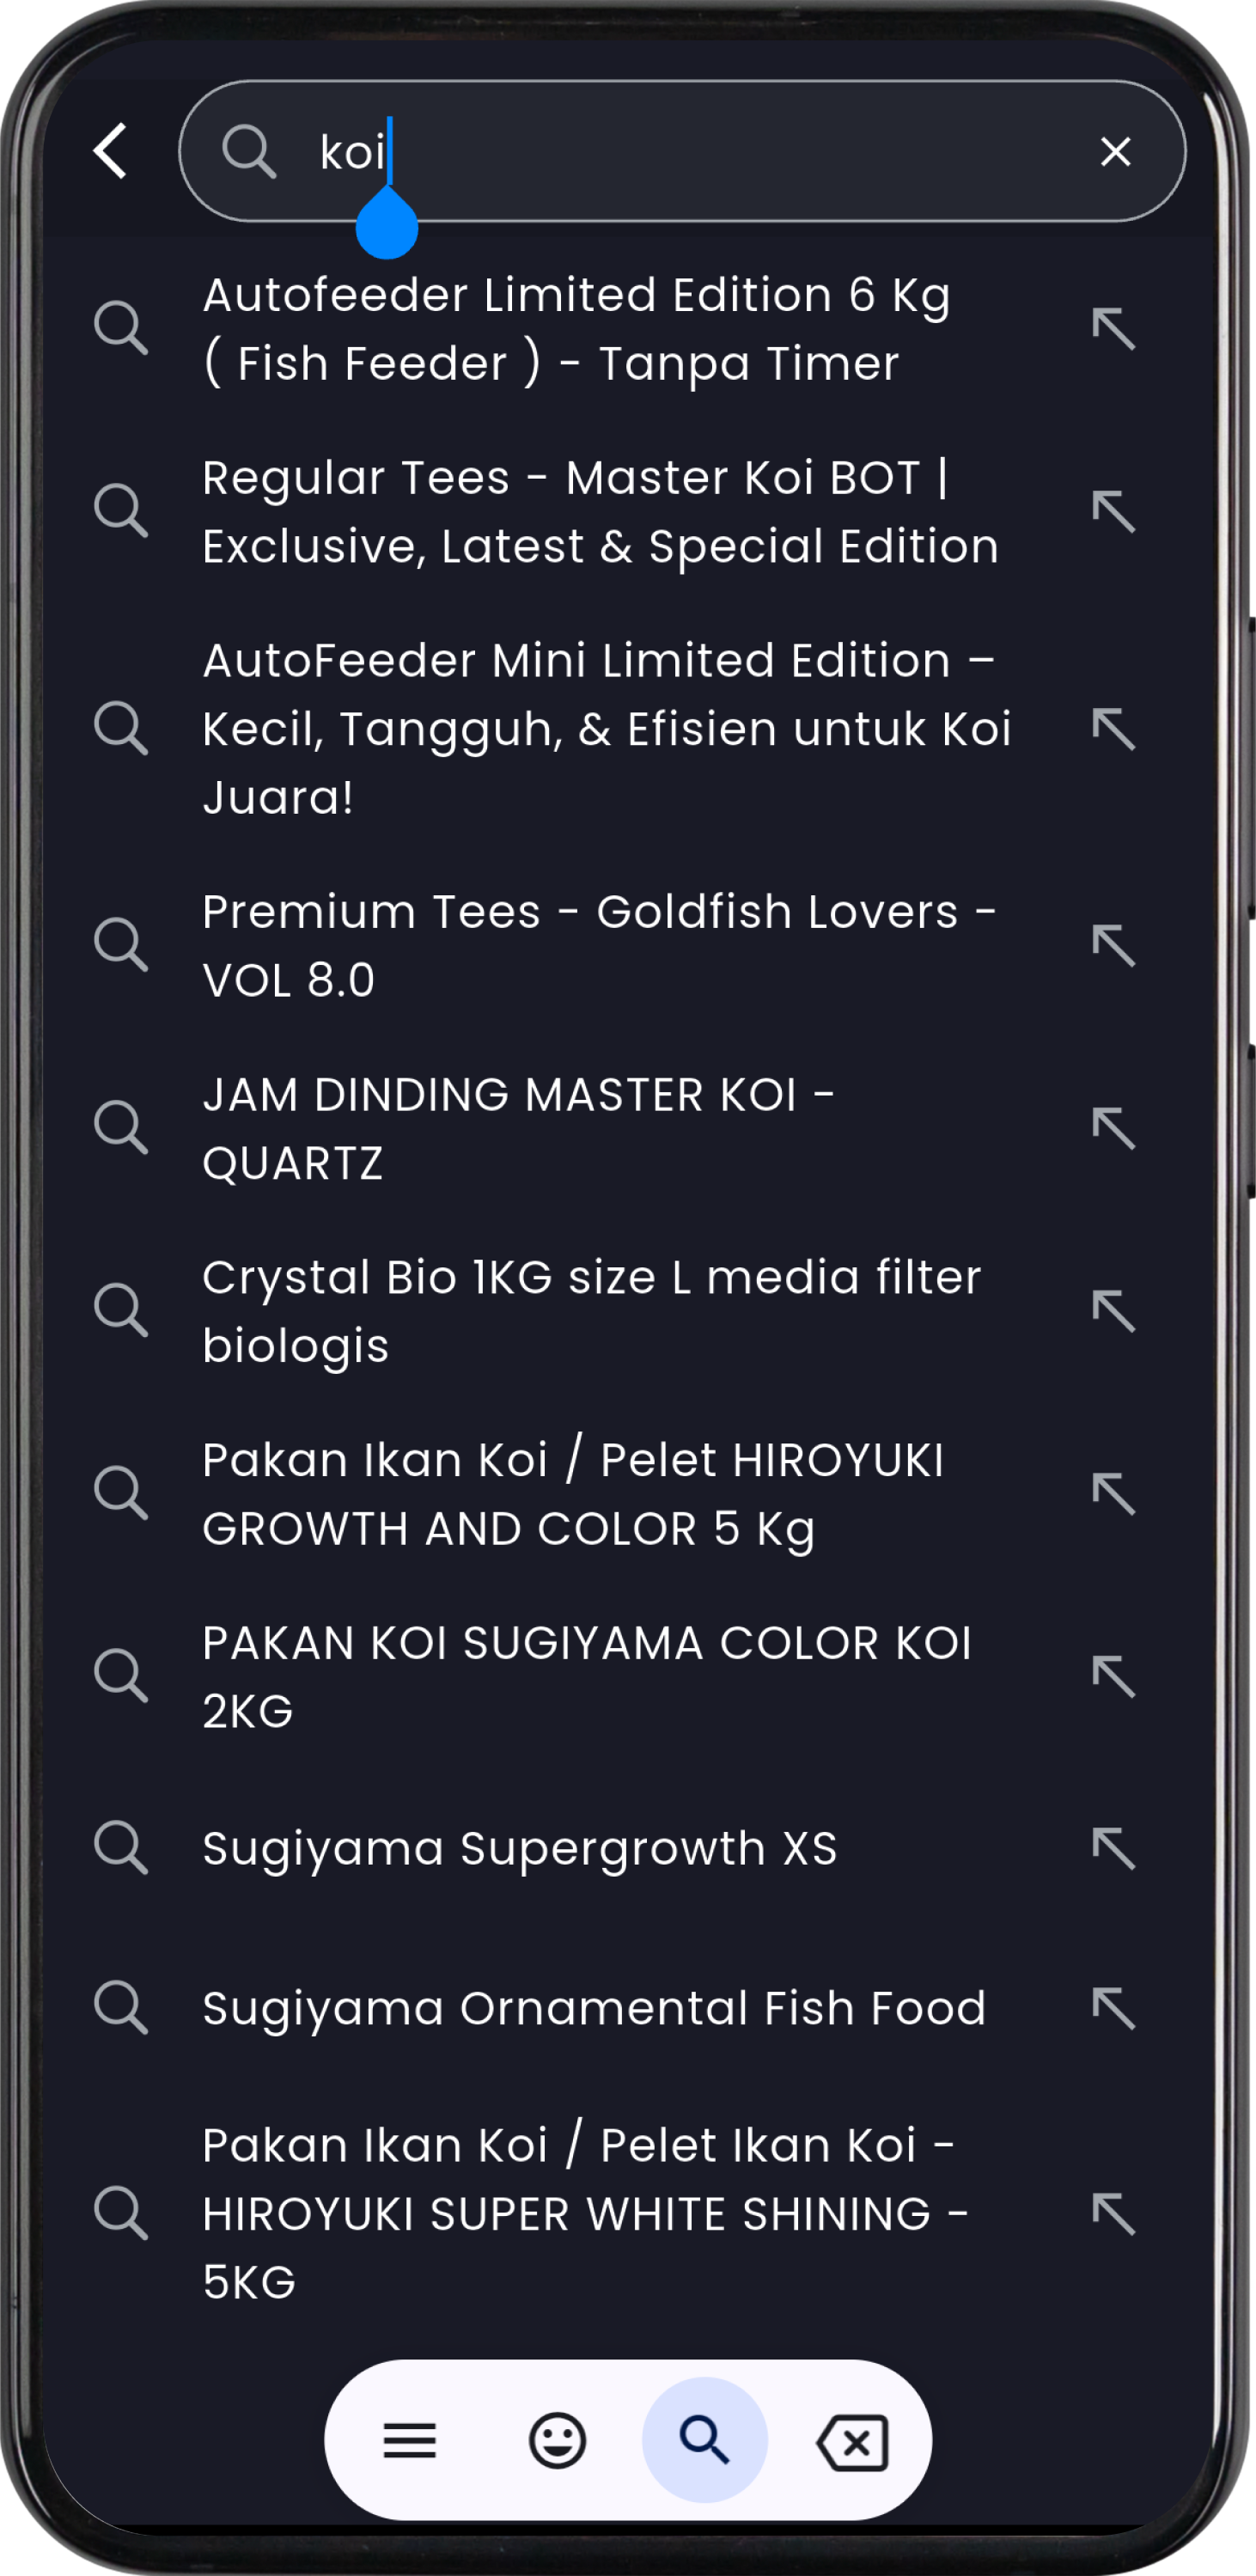 koi
Autofeeder Limited Edition 6 Kg
( Fish Feeder ) - Tanpa Timer
Regular Tees - Master Koi BOT |
Exclusive, Latest & Special Edition
AutoFeeder Mini Limited Edition –
Kecil, Tangguh, & Efisien untuk Koi
Juara!
Premium Tees - Goldfish Lovers -
VOL 8.0
JAM DINDING MASTER KOI -
QUARTZ
Crystal Bio 1KG size L media filter
biologis
Pakan Ikan Koi / Pelet HIROYUKI
GROWTH AND COLOR 5 Kg
PAKAN KOI SUGIYAMA COLOR KOI
2KG
Sugiyama Supergrowth XS
Sugiyama Ornamental Fish Food
Pakan Ikan Koi / Pelet Ikan Koi -
HIROYUKI SUPER WHITE SHINING -
5KG